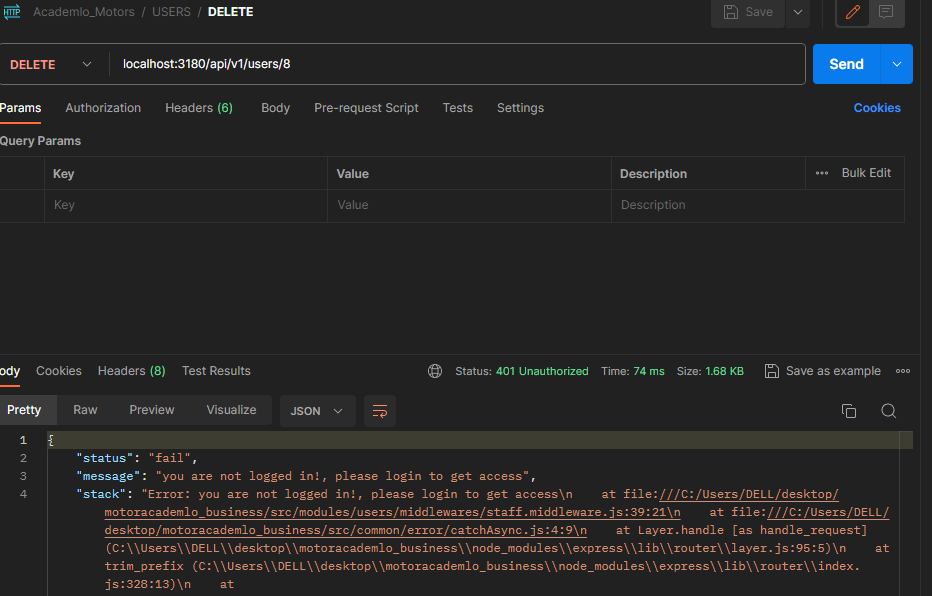 HTTP Academlo_Motors / USERS / DELETE Save
DELETE localhost:3180/api/v1/users/8 Send
Params Authorization Headers (6) Body Pre-request Script Tests Settings Cookies
Query Params
Key Value Description ••• Bulk Edit
Key Value Description
ody Cookies Headers (8) Test Results Status: 401 Unauthorized Time: 74 ms Size: 1.68 KB Save as example •••
Pretty Raw Preview Visualize JSON
1 {
2 "status": "fail",
3 "message": "you are not logged in!, please login to get access",
4 "stack": "Error: you are not logged in!, please login to get access\n    at file:///C:/Users/DELL/desktop/
motoracademlo_business/src/modules/users/middlewares/staff.middleware.js:39:21\n    at file:///C:/Users/DELL/
desktop/motoracademlo_business/src/common/error/catchAsync.js:4:9\n    at Layer.handle [as handle_request]
(C:\\Users\\DELL\\desktop\\motoracademlo_business\\node_modules\\express\\lib\\router\\layer.js:95:5)\n    at
trim_prefix (C:\\Users\\DELL\\desktop\\motoracademlo_business\\node_modules\\express\\lib\\router\\index.
js:328:13)\n    at